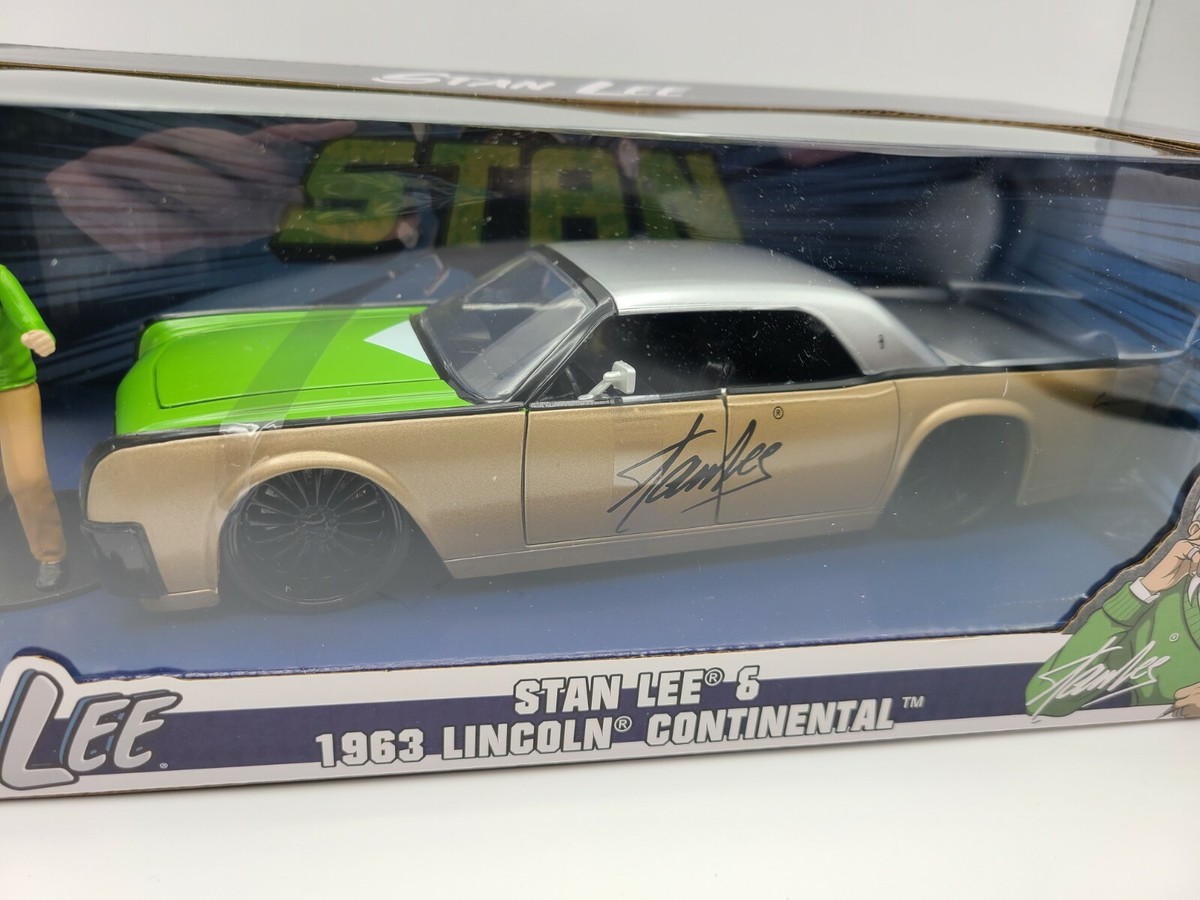 STAN LEE
STAN
Stan Lee ®
Stan Lee ®
LEE.
STAN LEE® &
1963 LINCOLN® CONTINENTAL™